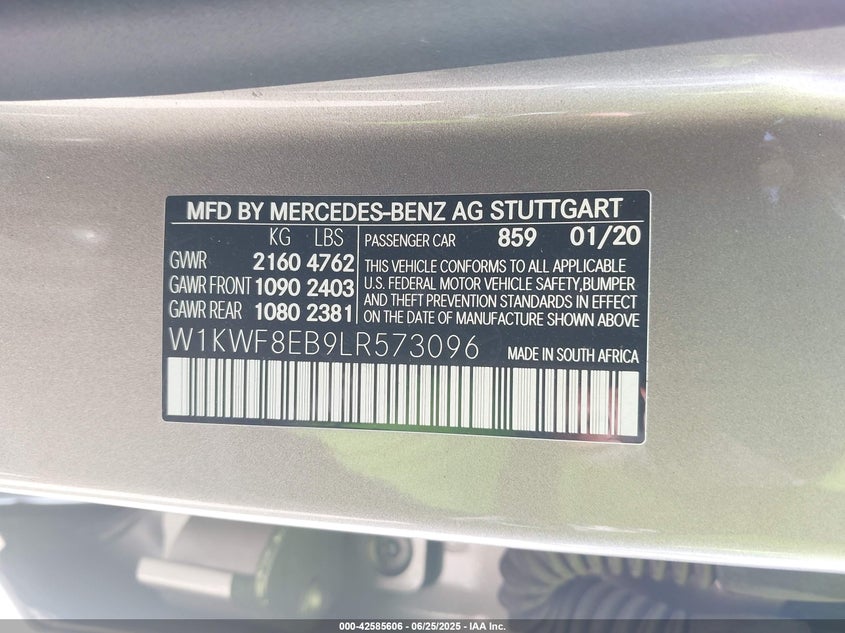 MFD BY MERCEDES-BENZ AG STUTTGART
KG LBS PASSENGER CAR 859 01/20
GVWR 2160 4762
GAWR FRONT 1090 2403
GAWR REAR 1080 2381
THIS VEHICLE CONFORMS TO ALL APPLICABLE
U.S. FEDERAL MOTOR VEHICLE SAFETY,BUMPER
AND THEFT PREVENTION STANDARDS IN EFFECT
ON THE DATE OF MANUFACTURE SHOWN ABOVE
W1KWF8EB9LR573096 MADE IN SOUTH AFRICA
000-42585606 - 06/25/2025 - IAA Inc.